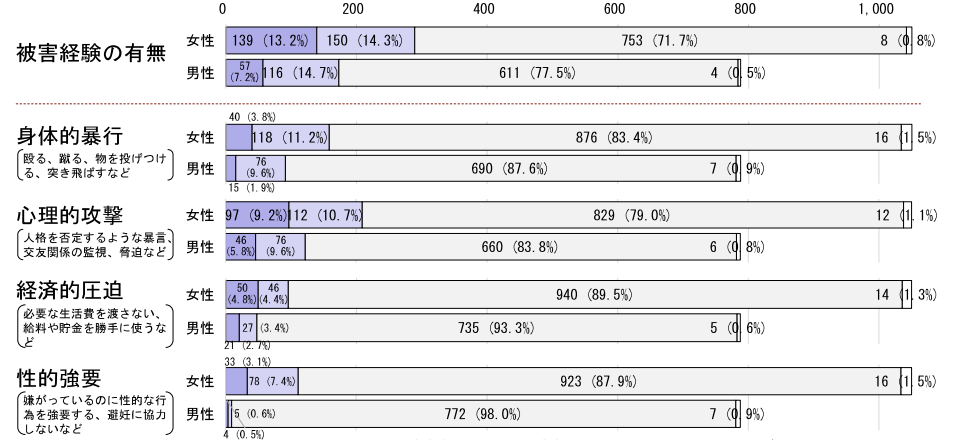 0 200 400 600 800 1,000
被害経験の有無
女性 139 (13.2%) 150 (14.3%) 753 (71.7%) 8 (0.8%)
男性 57 (7.2%) 116 (14.7%) 611 (77.5%) 4 (0.5%)
身体的暴行
殴る、蹴る、物を投げつけ
る、突き飛ばすなど
女性 40 (3.8%) 118 (11.2%) 876 (83.4%) 16 (1.5%)
男性 15 (1.9%) 76 (9.6%) 690 (87.6%) 7 (0.9%)
心理的攻撃
人格を否定するような暴言、
交友関係の監視、脅迫など
女性 97 (9.2%) 112 (10.7%) 829 (79.0%) 12 (1.1%)
男性 46 (5.8%) 76 (9.6%) 660 (83.8%) 6 (0.8%)
経済的圧迫
必要な生活費を渡さない、
給料や貯金を勝手に使うな
ど
女性 50 (4.8%) 46 (4.4%) 940 (89.5%) 14 (1.3%)
男性 21 (2.7%) 27 (3.4%) 735 (93.3%) 5 (0.6%)
性的強要
嫌がっているのに性的な行
為を強要する、避妊に協力
しないなど
女性 33 (3.1%) 78 (7.4%) 923 (87.9%) 16 (1.5%)
男性 4 (0.5%) 5 (0.6%) 772 (98.0%) 7 (0.9%)